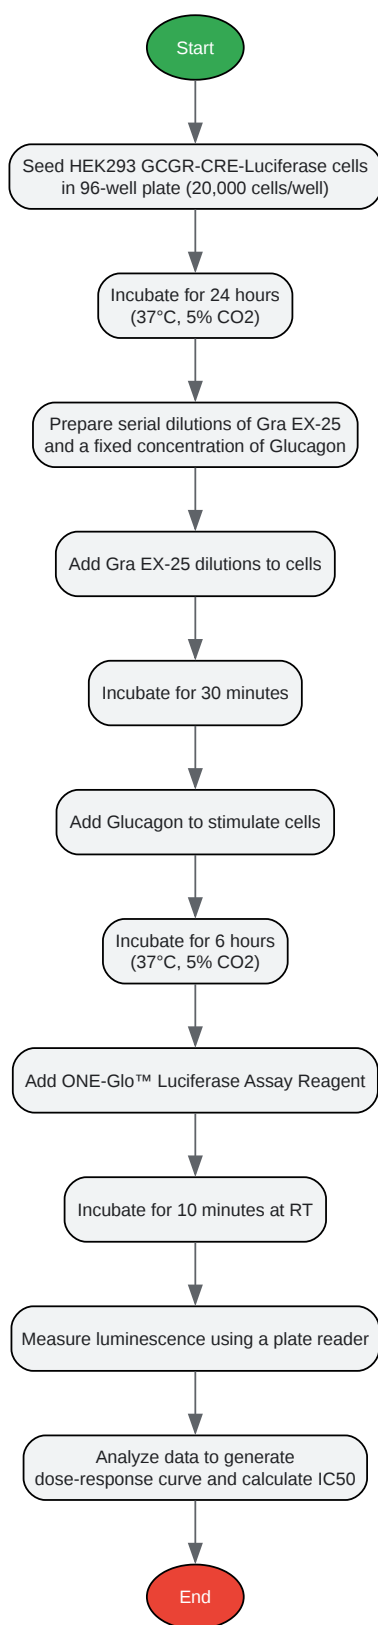 Start
Seed HEK293 GCGR-CRE-Luciferase cells
in 96-well plate (20,000 cells/well)
Incubate for 24 hours
(37°C, 5% CO2)
Prepare serial dilutions of Gra EX-25
and a fixed concentration of Glucagon
Add Gra EX-25 dilutions to cells
Incubate for 30 minutes
Add Glucagon to stimulate cells
Incubate for 6 hours
(37°C, 5% CO2)
Add ONE-Glo™ Luciferase Assay Reagent
Incubate for 10 minutes at RT
Measure luminescence using a plate reader
Analyze data to generate
dose-response curve and calculate IC50
End